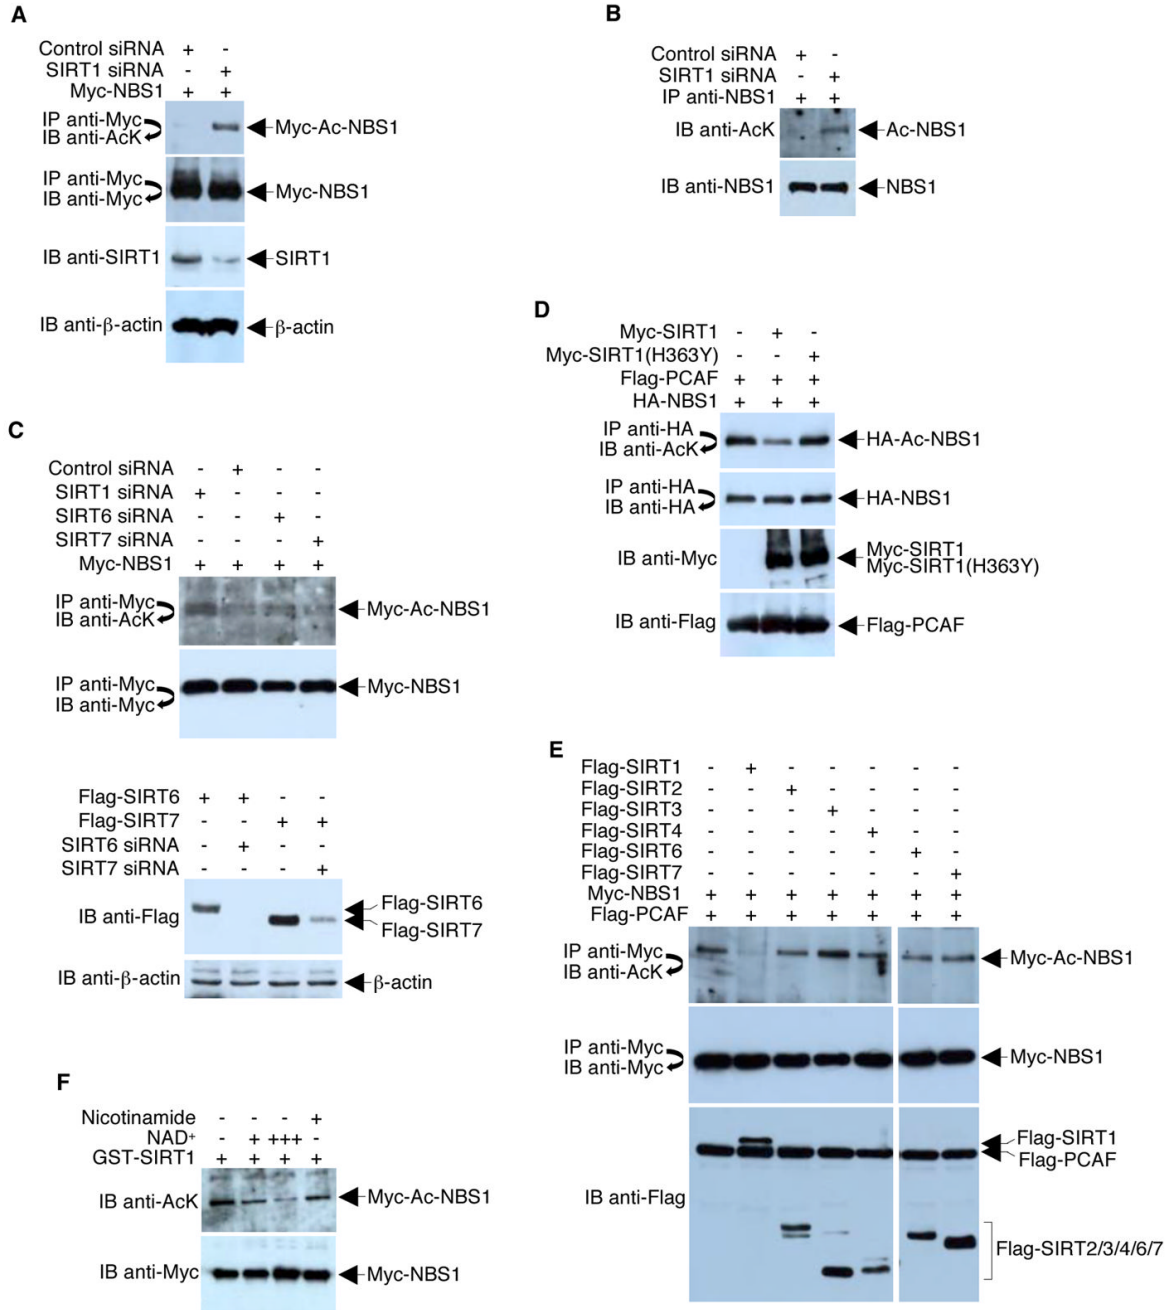 A
Control siRNA + -
SIRT1 siRNA - +
Myc-NBS1 + +
IP anti-Myc
IB anti-AcK
Myc-Ac-NBS1
IP anti-Myc
IB anti-Myc
Myc-NBS1
IB anti-SIRT1
SIRT1
IB anti-β-actin
β-actin
B
Control siRNA + -
SIRT1 siRNA - +
IP anti-NBS1 + +
IB anti-AcK
Ac-NBS1
IB anti-NBS1
NBS1
C
Control siRNA - + - -
SIRT1 siRNA + - - -
SIRT6 siRNA - - + -
SIRT7 siRNA - - - +
Myc-NBS1 + + + +
IP anti-Myc
IB anti-AcK
Myc-Ac-NBS1
IP anti-Myc
IB anti-Myc
Myc-NBS1
Flag-SIRT6 + + - -
Flag-SIRT7 - - + +
SIRT6 siRNA - + - -
SIRT7 siRNA - - - +
IB anti-Flag
Flag-SIRT6
Flag-SIRT7
IB anti-β-actin
β-actin
D
Myc-SIRT1 - + -
Myc-SIRT1(H363Y) - - +
Flag-PCAF + + +
HA-NBS1 + + +
IP anti-HA
IB anti-AcK
HA-Ac-NBS1
IP anti-HA
IB anti-HA
HA-NBS1
IB anti-Myc
Myc-SIRT1
Myc-SIRT1(H363Y)
IB anti-Flag
Flag-PCAF
E
Flag-SIRT1 - + - - - - -
Flag-SIRT2 - - + - - - -
Flag-SIRT3 - - - + - - -
Flag-SIRT4 - - - - + - -
Flag-SIRT6 - - - - - + -
Flag-SIRT7 - - - - - - +
Myc-NBS1 + + + + + + +
Flag-PCAF + + + + + + +
IP anti-Myc
IB anti-AcK
Myc-Ac-NBS1
IP anti-Myc
IB anti-Myc
Myc-NBS1
Flag-SIRT1
Flag-PCAF
IB anti-Flag
Flag-SIRT2/3/4/6/7
F
Nicotinamide - - - +
NAD+ - + +++ -
GST-SIRT1 + + + +
IB anti-AcK
Myc-Ac-NBS1
IB anti-Myc
Myc-NBS1